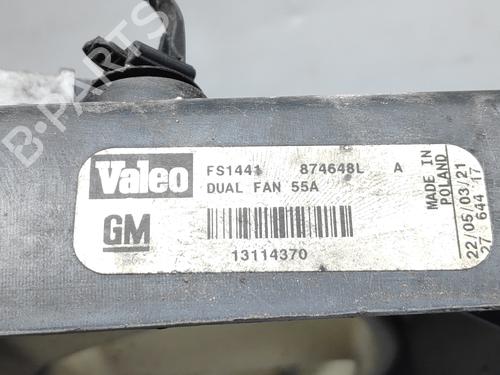 Valeo
FS1441 874648L A
DUAL FAN 55A
GM
13114370
MADE IN
POLAND
22/05/03/21
27 644 17
B-PARTS